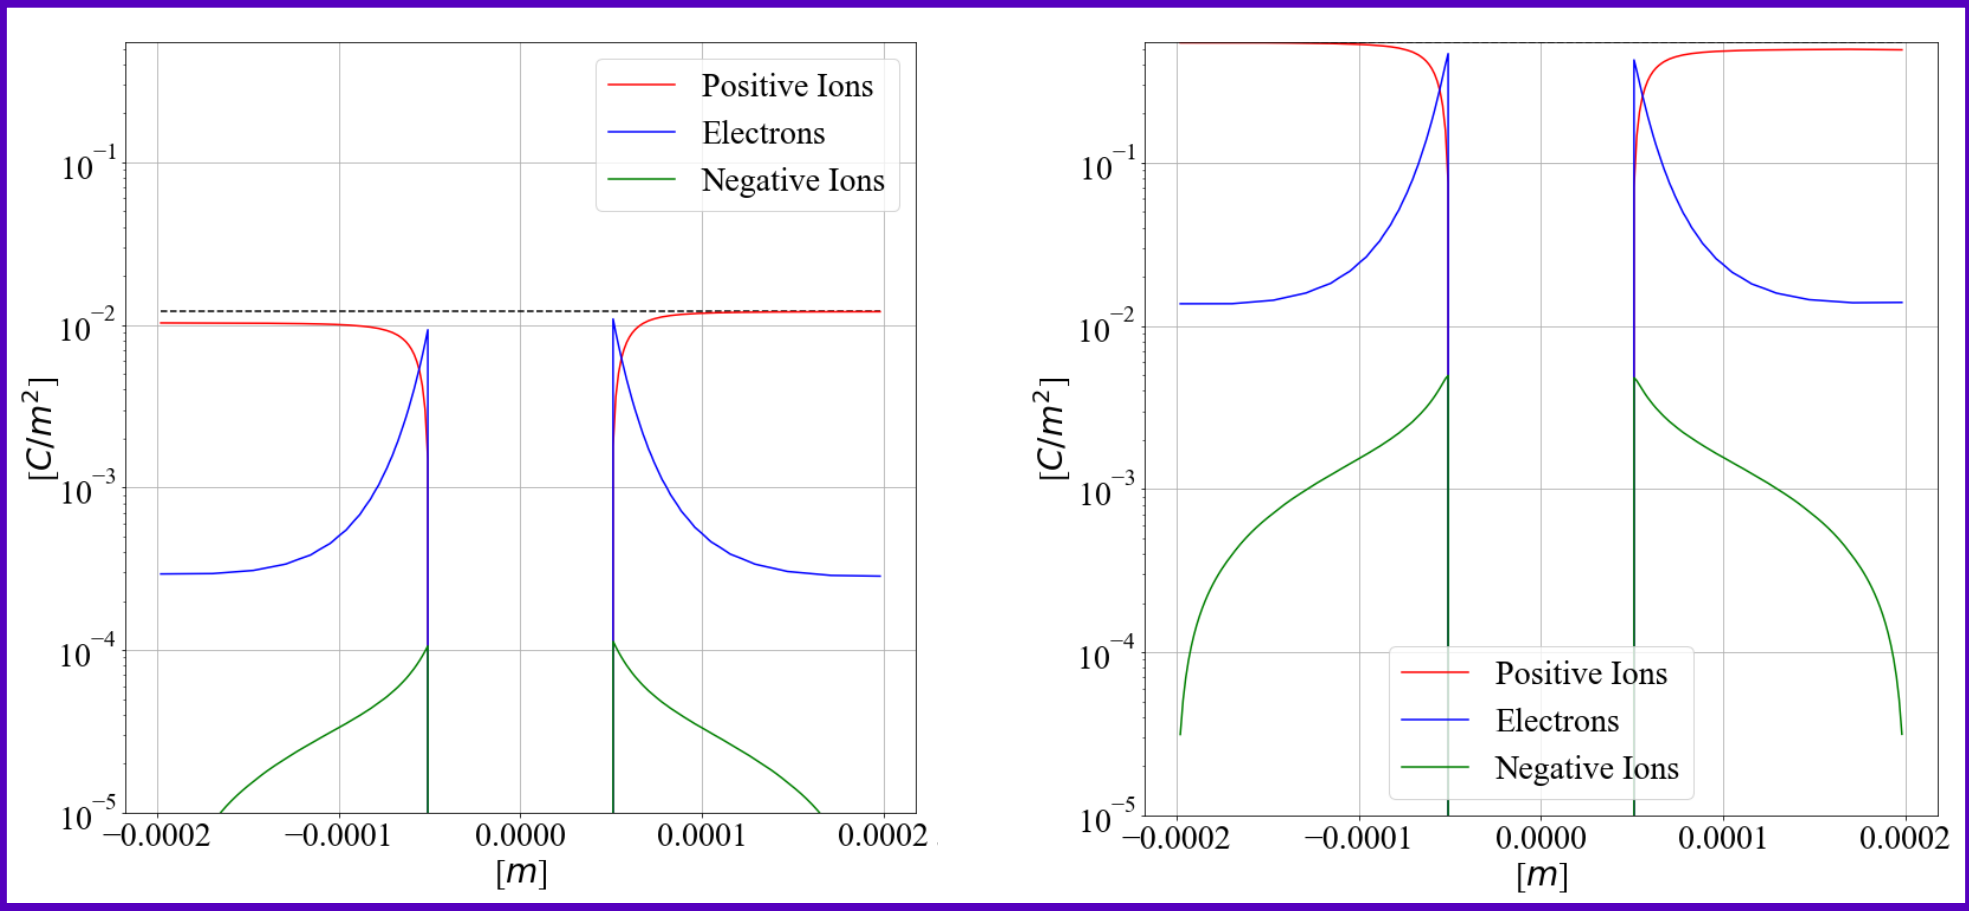 Positive Ions
Electrons
Negative Ions
10⁻¹
10⁻²
10⁻³
10⁻⁴
10⁻⁵
[C/m²]
−0.0002 −0.0001 0.0000 0.0001 0.0002
[m]
10⁻¹
10⁻²
10⁻³
10⁻⁴
10⁻⁵
[C/m²]
Positive Ions
Electrons
Negative Ions
−0.0002 −0.0001 0.0000 0.0001 0.0002
[m]